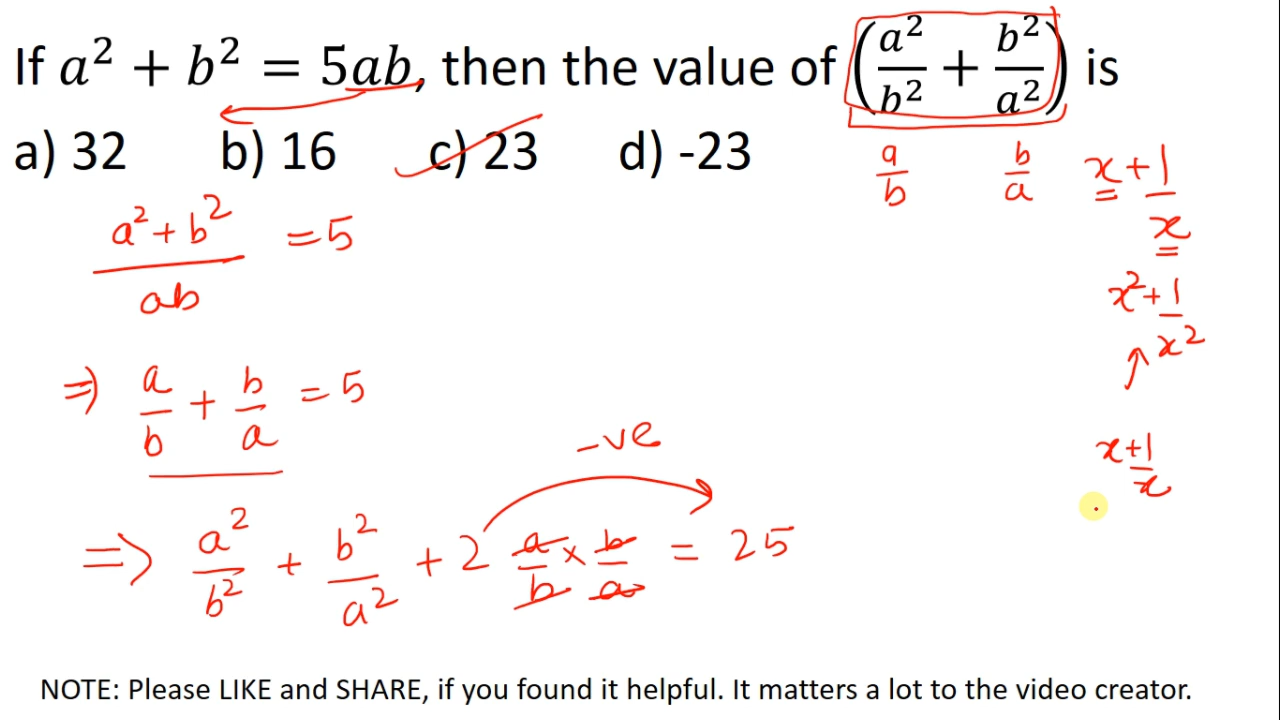 If a² + b² = 5ab, then the value of (a²/b² + b²/a²) is
a) 32 b) 16 c) 23 d) -23
a/b b/a x + 1/x
(a² + b²)/ab = 5
x² + 1/x²
⇒ a/b + b/a = 5
-ve
x + 1/x
⇒ a²/b² + b²/a² + 2 a/b × b/a = 25
NOTE: Please LIKE and SHARE, if you found it helpful. It matters a lot to the video creator.